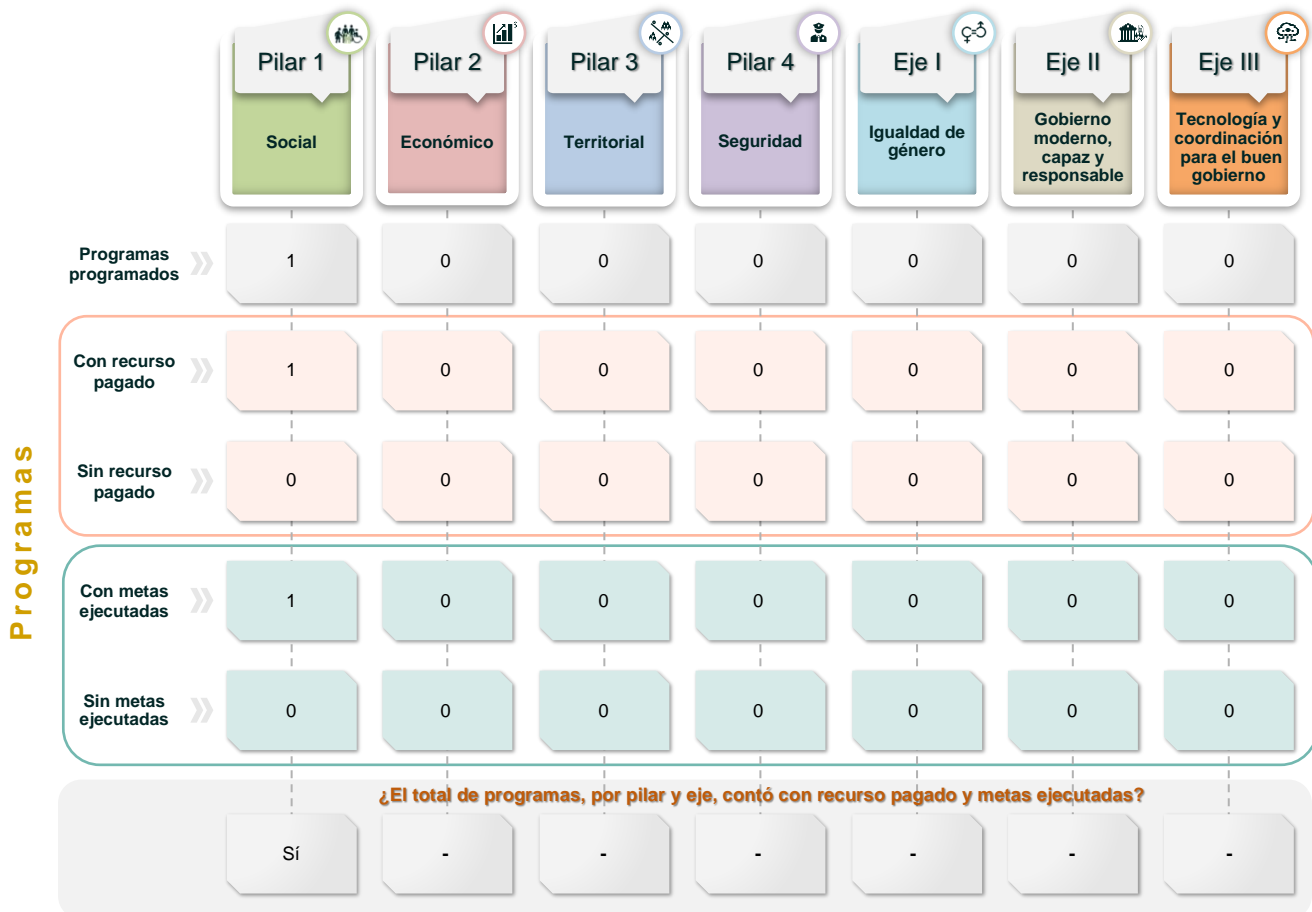 Pilar 1
Pilar 2
Pilar 3
Pilar 4
Eje I
Eje II
Eje III
Social
Económico
Territorial
Seguridad
Igualdad de
género
Gobierno
moderno,
capaz y
responsable
Tecnología y
coordinación
para el buen
gobierno
Programas
Programas
programados
1 0 0 0 0 0 0
Con recurso
pagado
1 0 0 0 0 0 0
Sin recurso
pagado
0 0 0 0 0 0 0
Con metas
ejecutadas
1 0 0 0 0 0 0
Sin metas
ejecutadas
0 0 0 0 0 0 0
¿El total de programas, por pilar y eje, contó con recurso pagado y metas ejecutadas?
Sí - - - - - -